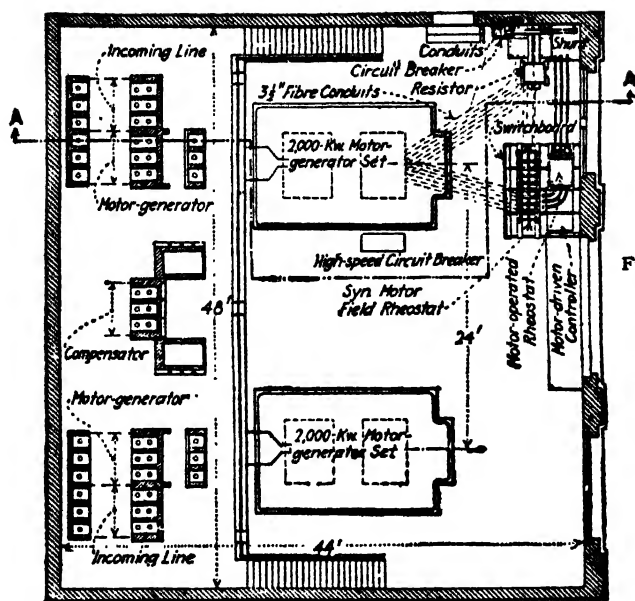 Incoming Line
Conduits
Shunt
Circuit Breaker
Resistor
3½" Fibre Conduits
A
A
Switchboard
2,000-Kw. Motor-
generator Set
Motor-generator
High-speed Circuit Breaker
Syn. Motor
Field Rheostat
Motor-operated
Rheostat
Motor-driven
Controller
F
48'
24'
Compensator
Motor-generator
2,000-Kw. Motor-
generator Set
44'
Incoming Line